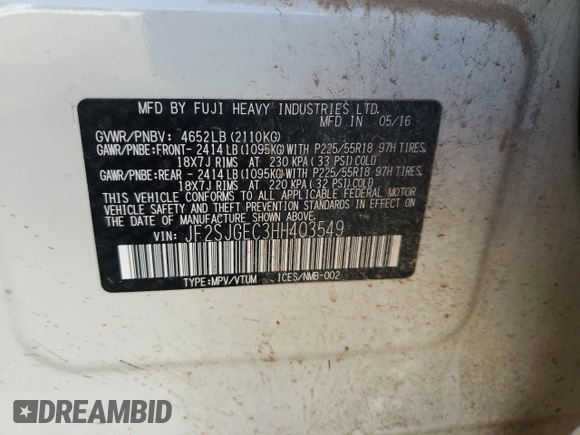 MFD BY FUJI HEAVY INDUSTRIES LTD.
MFD IN 05/16
GVWR/PNBV: 4652LB(2110KG)
GAWR/PNBE:FRONT- 2414LB(1095KG)WITH P225/55R18 97H TIRES,
18X7J RIMS AT 230 KPA(33 PSI)COLD
GAWR/PNBE:REAR - 2414LB(1095KG)WITH P225/55R18 97H TIRES,
18X7J RIMS AT 220 KPA(32 PSI)COLD
THIS VEHICLE CONFORMS TO ALL APPLICABLE FEDERAL MOTOR
VEHICLE SAFETY AND THEFT PREVENTION STANDARDS IN EFFECT ON
THE DATE OF MANUFACTURE SHOWN ABOVE.
VIN: JF2SJGEC3HH403549
TYPE:MPV/VTUM ICES/NMB-002
DREAMBID